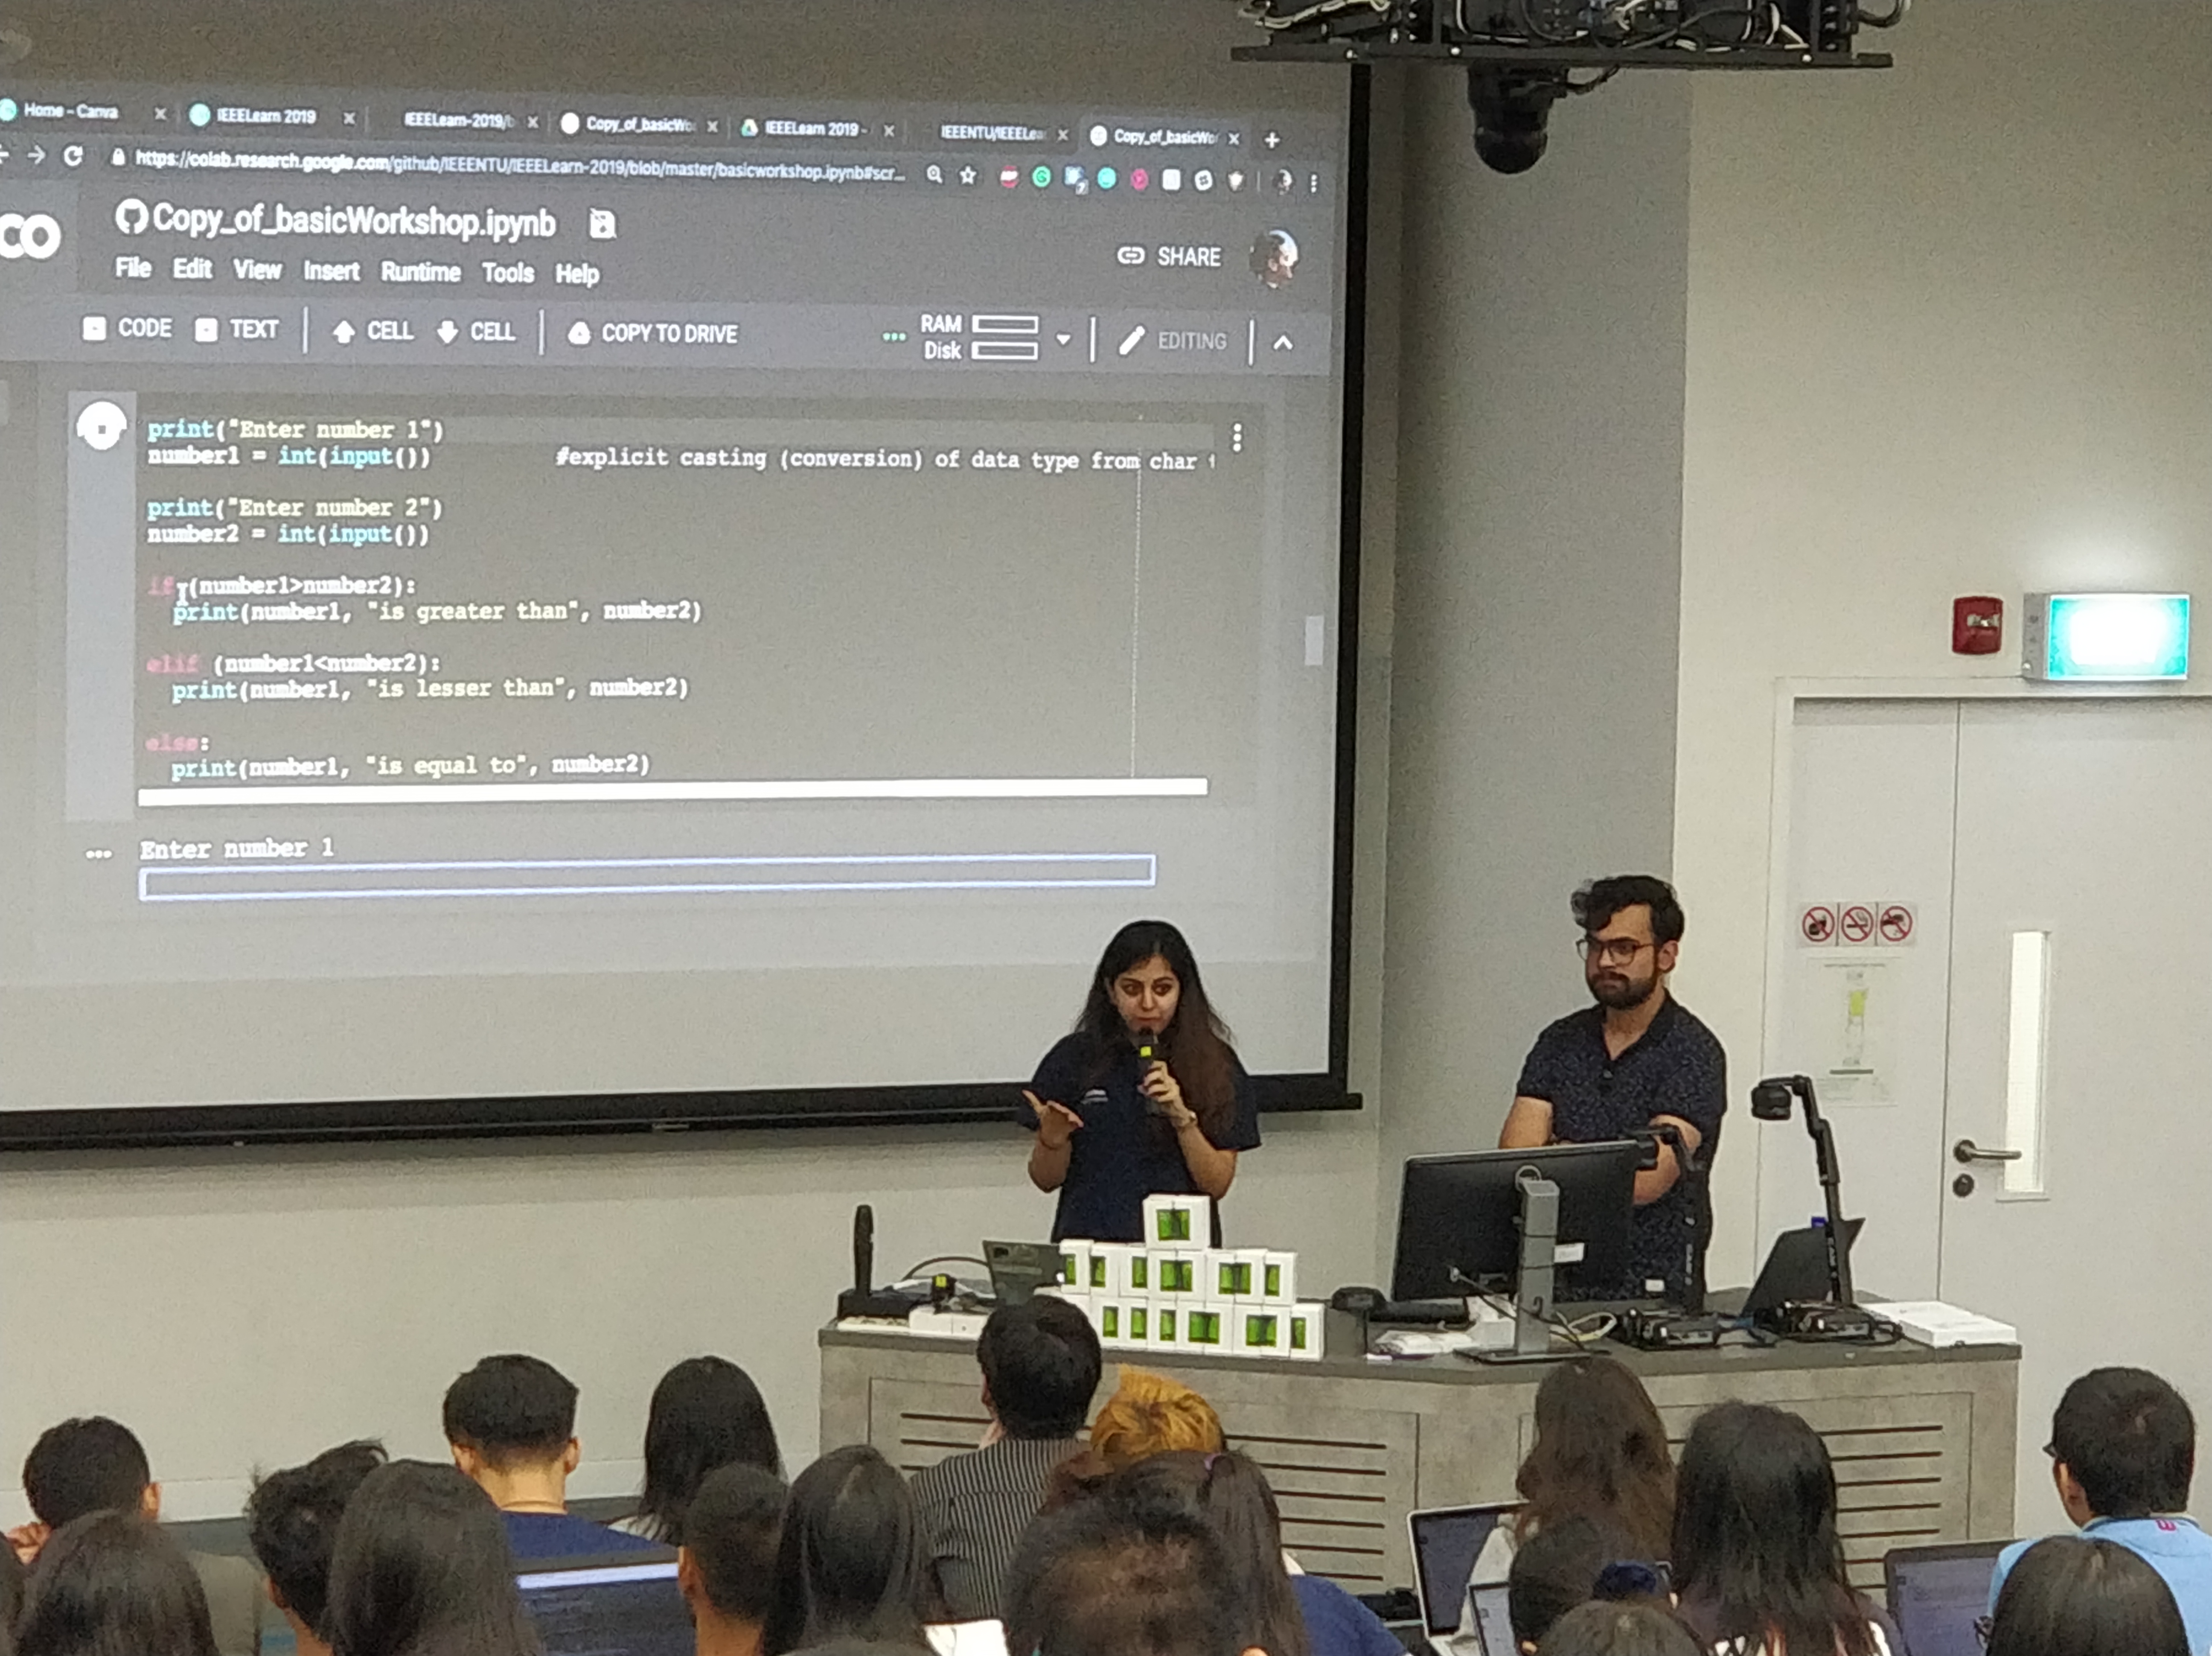 Home - Canva
IEEELearn 2019
IEEELearn-2019/b
Copy_of_basicWo
IEEELearn 2019 -
IEEENTU/IEEELea
Copy_of_basicWor
https://colab.research.google.com/github/IEEENTU/IEEELearn-2019/blob/master/basicworkshop.ipynb#scr...
CO
Copy_of_basicWorkshop.ipynb
SHARE
File Edit View Insert Runtime Tools Help
CODE TEXT CELL CELL COPY TO DRIVE
RAM
Disk
EDITING
print("Enter number 1")
number1 = int(input()) #explicit casting (conversion) of data type from char
print("Enter number 2")
number2 = int(input())
if (number1>number2):
print(number1, "is greater than", number2)
elif (number1<number2):
print(number1, "is lesser than", number2)
else:
print(number1, "is equal to", number2)
Enter number 1